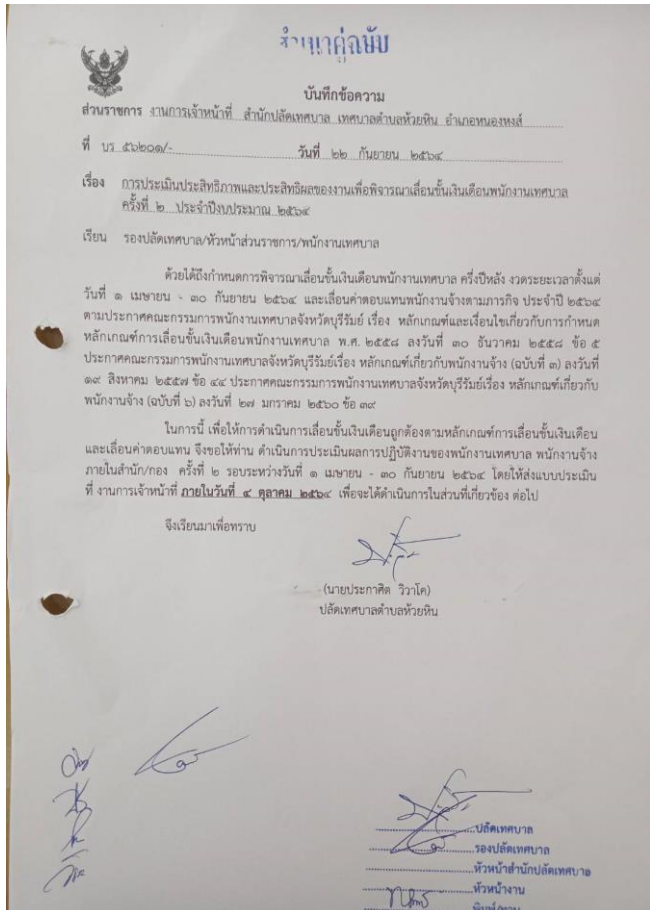 สำเนาคู่ฉบับ
บันทึกข้อความ
ส่วนราชการ งานการเจ้าหน้าที่ สำนักปลัดเทศบาล เทศบาลตำบลห้วยหิน อำเภอหนองหงส์
ที่ บร ๕๖๒๐๑/- วันที่ ๒๒ กันยายน ๒๕๖๔
เรื่อง การประเมินประสิทธิภาพและประสิทธิผลของงานเพื่อพิจารณาเลื่อนขั้นเงินเดือนพนักงานเทศบาล
ครั้งที่ ๒ ประจำปีงบประมาณ ๒๕๖๔
เรียน รองปลัดเทศบาล/หัวหน้าส่วนราชการ/พนักงานเทศบาล
ด้วยได้ถึงกำหนดการพิจารณาเลื่อนขั้นเงินเดือนพนักงานเทศบาล ครึ่งปีหลัง งวดระยะเวลาตั้งแต่
วันที่ ๑ เมษายน - ๓๐ กันยายน ๒๕๖๔ และเลื่อนค่าตอบแทนพนักงานจ้างตามภารกิจ ประจำปี ๒๕๖๔
ตามประกาศคณะกรรมการพนักงานเทศบาลจังหวัดบุรีรัมย์ เรื่อง หลักเกณฑ์และเงื่อนไขเกี่ยวกับการกำหนด
หลักเกณฑ์การเลื่อนขั้นเงินเดือนพนักงานเทศบาล พ.ศ. ๒๕๕๘ ลงวันที่ ๓๐ ธันวาคม ๒๕๕๘ ข้อ ๕
ประกาศคณะกรรมการพนักงานเทศบาลจังหวัดบุรีรัมย์เรื่อง หลักเกณฑ์เกี่ยวกับพนักงานจ้าง (ฉบับที่ ๓) ลงวันที่
๑๙ สิงหาคม ๒๕๕๗ ข้อ ๔๔ ประกาศคณะกรรมการพนักงานเทศบาลจังหวัดบุรีรัมย์เรื่อง หลักเกณฑ์เกี่ยวกับ
พนักงานจ้าง (ฉบับที่ ๖) ลงวันที่ ๒๗ มกราคม ๒๕๖๐ ข้อ ๓๙
ในการนี้ เพื่อให้การดำเนินการเลื่อนขั้นเงินเดือนถูกต้องตามหลักเกณฑ์การเลื่อนขั้นเงินเดือน
และเลื่อนค่าตอบแทน จึงขอให้ท่าน ดำเนินการประเมินผลการปฏิบัติงานของพนักงานเทศบาล พนักงานจ้าง
ภายในสำนัก/กอง ครั้งที่ ๒ รอบระหว่างวันที่ ๑ เมษายน - ๓๐ กันยายน ๒๕๖๔ โดยให้ส่งแบบประเมิน
ที่ งานการเจ้าหน้าที่ ภายในวันที่ ๔ ตุลาคม ๒๕๖๔ เพื่อจะได้ดำเนินการในส่วนที่เกี่ยวข้อง ต่อไป
จึงเรียนมาเพื่อทราบ
(นายประกาศิต วิวาโค)
ปลัดเทศบาลตำบลห้วยหิน
ปลัดเทศบาล
รองปลัดเทศบาล
หัวหน้าสำนักปลัดเทศบาล
หัวหน้างาน
พิมพ์/ทาน